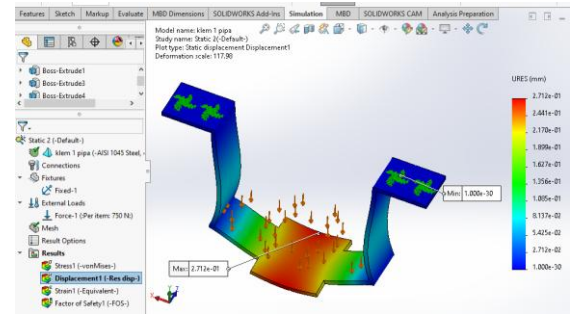 Features Sketch Markup Evaluate MBD Dimensions SOLIDWORKS Add-Ins Simulation MBD SOLIDWORKS CAM Analysis Preparation
Model name: klem 1 pipa
Study name: Static 2(-Default-)
Plot type: Static displacement Displacement1
Deformation scale: 117.98
Boss-Extrude1
Boss-Extrude3
Boss-Extrude4
Static 2 (-Default-)
klem 1 pipa (-AISI 1045 Steel,
Connections
Fixtures
Fixed-1
External Loads
Force-1 (:Per item: 750 N:)
Mesh
Result Options
Results
Stress1 (-vonMises-)
Displacement1 (-Res disp-)
Strain1 (-Equivalent-)
Factor of Safety1 (-FOS-)
Max: 2.712e-01
Min: 1.000e-30
URES (mm)
2.712e-01
2.441e-01
2.170e-01
1.899e-01
1.627e-01
1.356e-01
1.085e-01
8.137e-02
5.425e-02
2.712e-02
1.000e-30